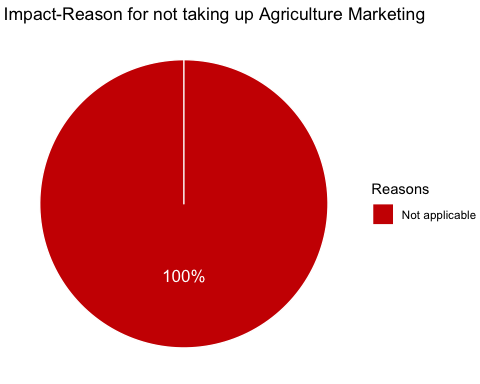 Impact-Reason for not taking up Agriculture Marketing
Reasons
Not applicable
100%